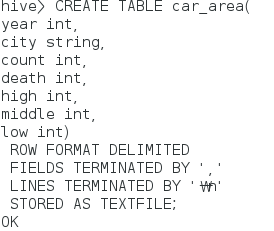 hive> CREATE TABLE car_area(
year int,
city string,
count int,
death int,
high int,
middle int,
low int)
ROW FORMAT DELIMITED
FIELDS TERMINATED BY ','
LINES TERMINATED BY '₩n'
STORED AS TEXTFILE;
OK